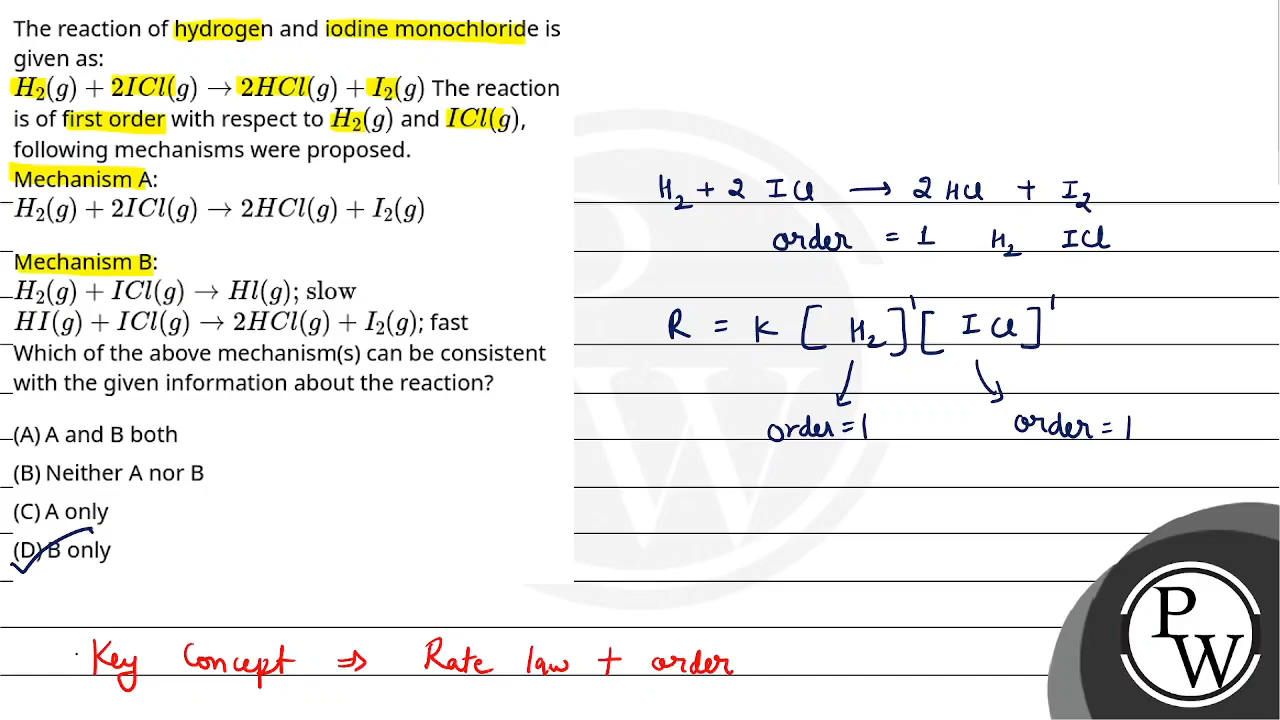 The reaction of hydrogen and iodine monochloride is
given as:
H₂(g) + 2ICl(g) → 2HCl(g) + I₂(g) The reaction
is of first order with respect to H₂(g) and ICl(g),
following mechanisms were proposed.
Mechanism A:
H₂(g) + 2ICl(g) → 2HCl(g) + I₂(g)
Mechanism B:
H₂(g) + ICl(g) → Hl(g); slow
HI(g) + ICl(g) → 2HCl(g) + I₂(g); fast
Which of the above mechanism(s) can be consistent
with the given information about the reaction?
(A) A and B both
(B) Neither A nor B
(C) A only
(D) B only
H₂ + 2 ICl → 2 HCl + I₂
order = 1 H₂ ICl
R = K [H₂]¹ [ICl]¹
order = 1 order = 1
Key Concept ⇒ Rate law + order
P
W